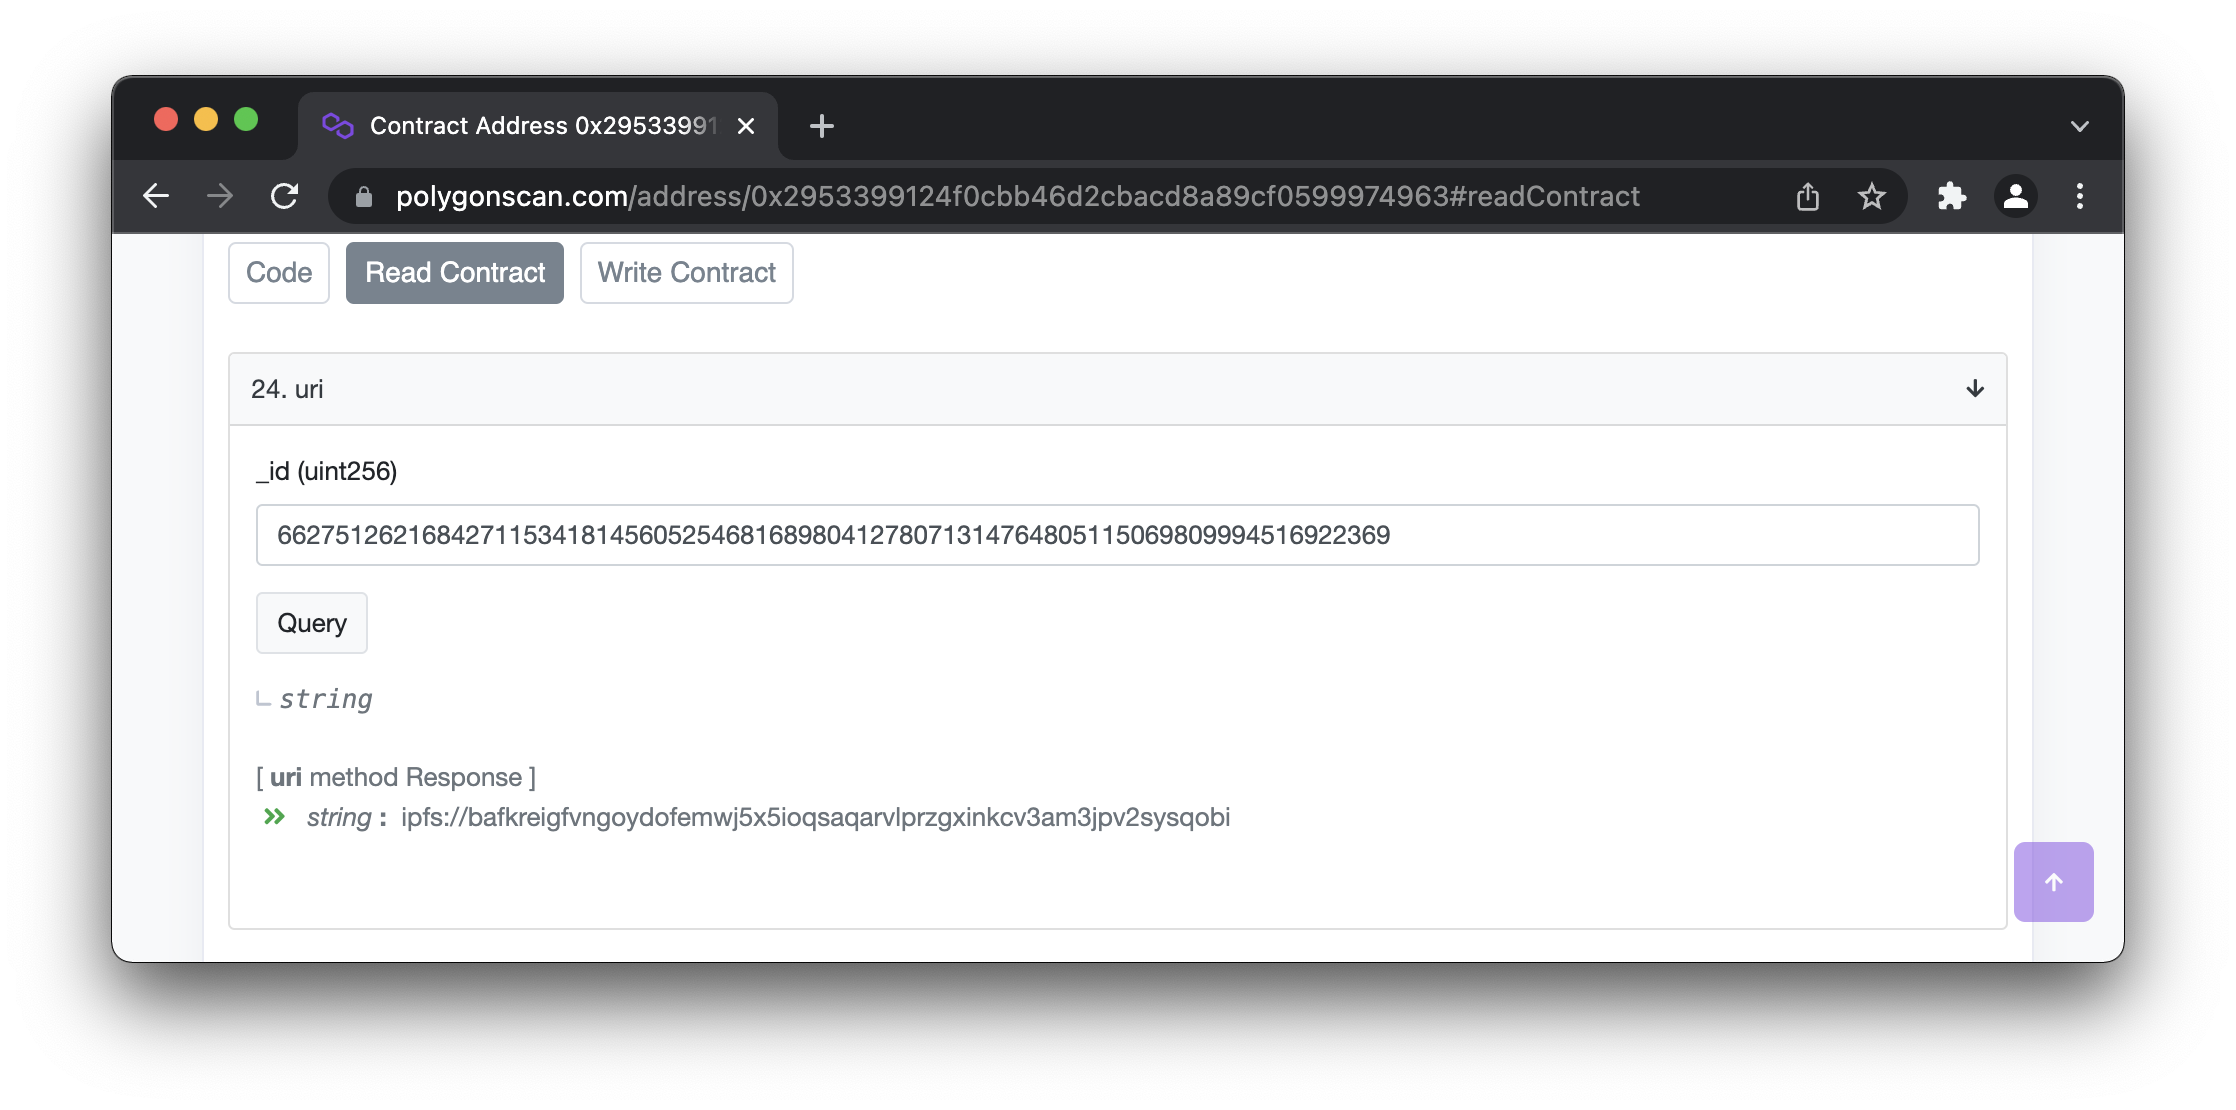 Contract Address 0x29533991
polygonscan.com/address/0x2953399124f0cbb46d2cbacd8a89cf0599974963#readContract
Code Read Contract Write Contract
24. uri
_id (uint256)
66275126216842711534181456052546816898041278071314764805115069809994516922369
Query
string
[ uri method Response ]
string : ipfs://bafkreigfvngoydofemwj5x5ioqsaqarvlprzgxinkcv3am3jpv2sysqobi